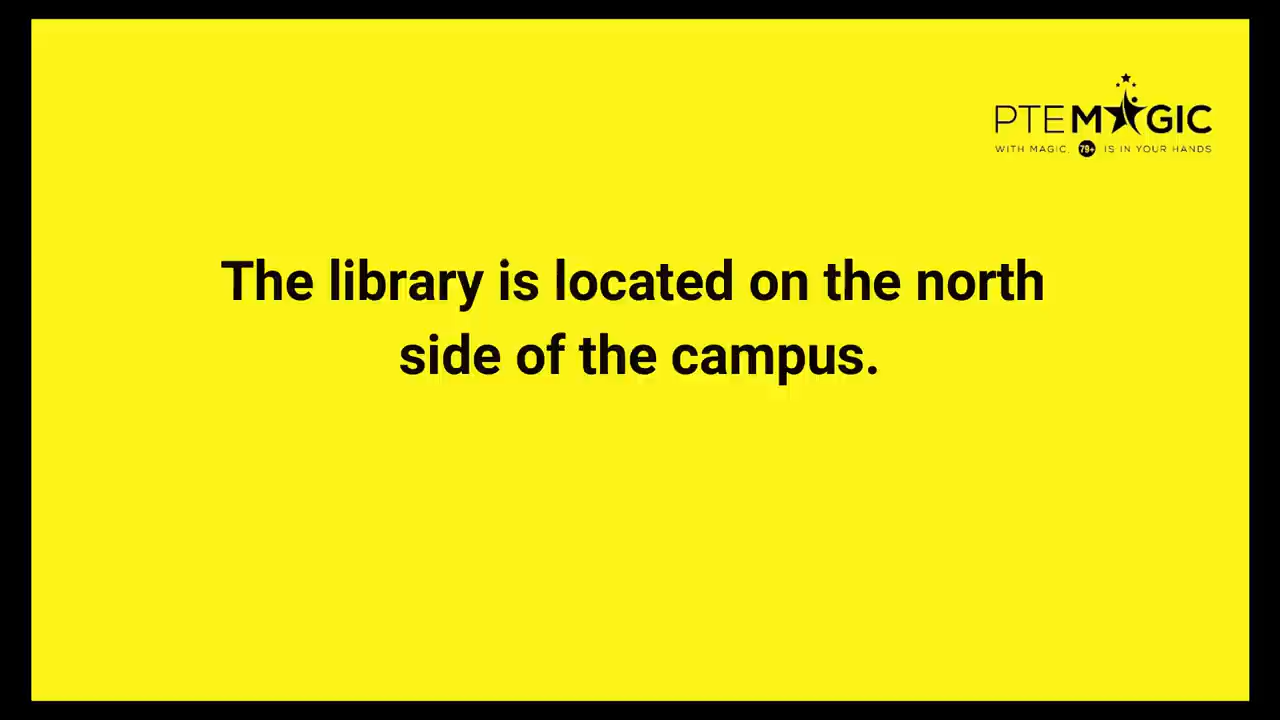 PTEMAGIC
WITH MAGIC, 79+ IS IN YOUR HANDS
The library is located on the north
side of the campus.